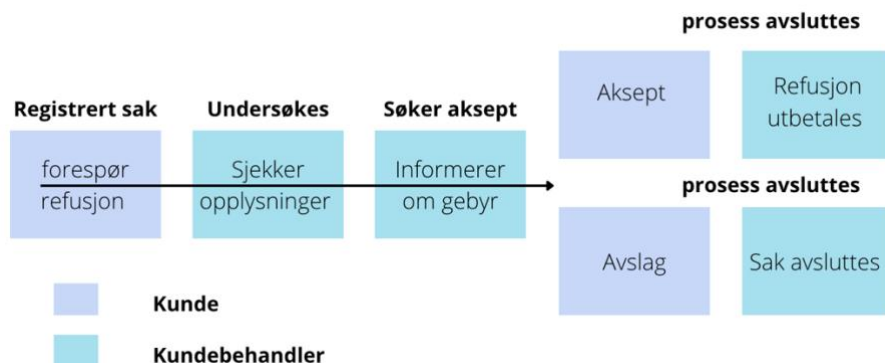 prosess avsluttes
Aksept
Refusjon
utbetales
Registrert sak
Undersøkes
Søker aksept
forespør
refusjon
Sjekker
opplysninger
Informerer
om gebyr
prosess avsluttes
Avslag
Sak avsluttes
Kunde
Kundebehandler